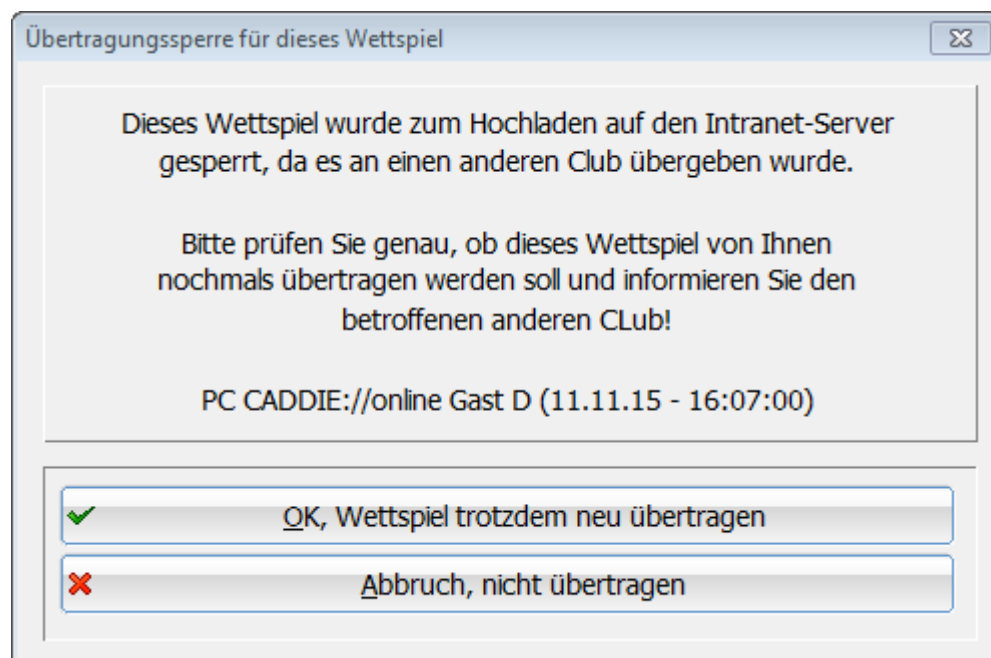 Übertragungssperre für dieses Wettspiel
Dieses Wettspiel wurde zum Hochladen auf den Intranet-Server
gesperrt, da es an einen anderen Club übergeben wurde.
Bitte prüfen Sie genau, ob dieses Wettspiel von Ihnen
nochmals übertragen werden soll und informieren Sie den
betroffenen anderen CLub!
PC CADDIE://online Gast D (11.11.15 - 16:07:00)
OK, Wettspiel trotzdem neu übertragen
Abbruch, nicht übertragen